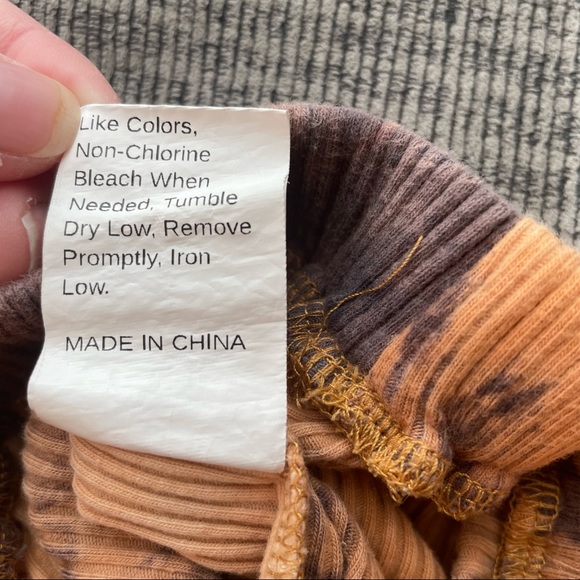 Like Colors,
Non-Chlorine
Bleach When
Needed, Tumble
Dry Low, Remove
Promptly, Iron
Low.
MADE IN CHINA